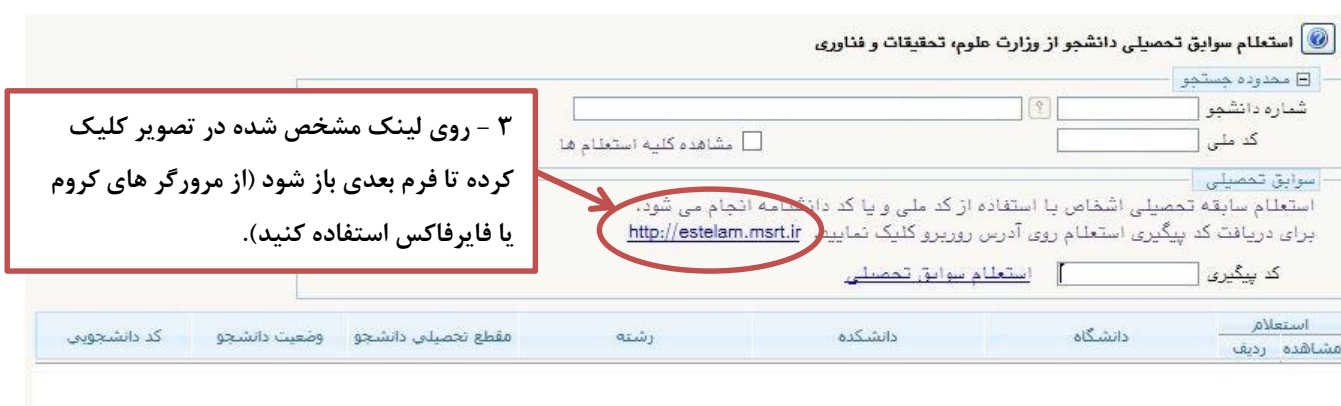 استعلام سوابق تحصیلی دانشجو از وزارت علوم، تحقیقات و فناوری
محدوده جستجو
شماره دانشجو
?
کد ملی
مشاهده کلیه استعلام ها
۳ - روی لینک مشخص شده در تصویر کلیک
کرده تا فرم بعدی باز شود (از مرورگر های کروم
یا فایرفاکس استفاده کنید).
سوابق تحصیلی
استعلام سابقه تحصیلی اشخاص با استفاده از کد ملی و یا کد دانشنامه انجام می شود.
برای دریافت کد پیگیری استعلام روی آدرس روربرو کلیک نمایید. http://estelam.msrt.ir
کد پیگیری
استعلام سوابق تحصیلی
استعلام
مشاهده ردیف دانشگاه دانشکده رشته مقطع تحصیلی دانشجو وضعیت دانشجو کد دانشجویی